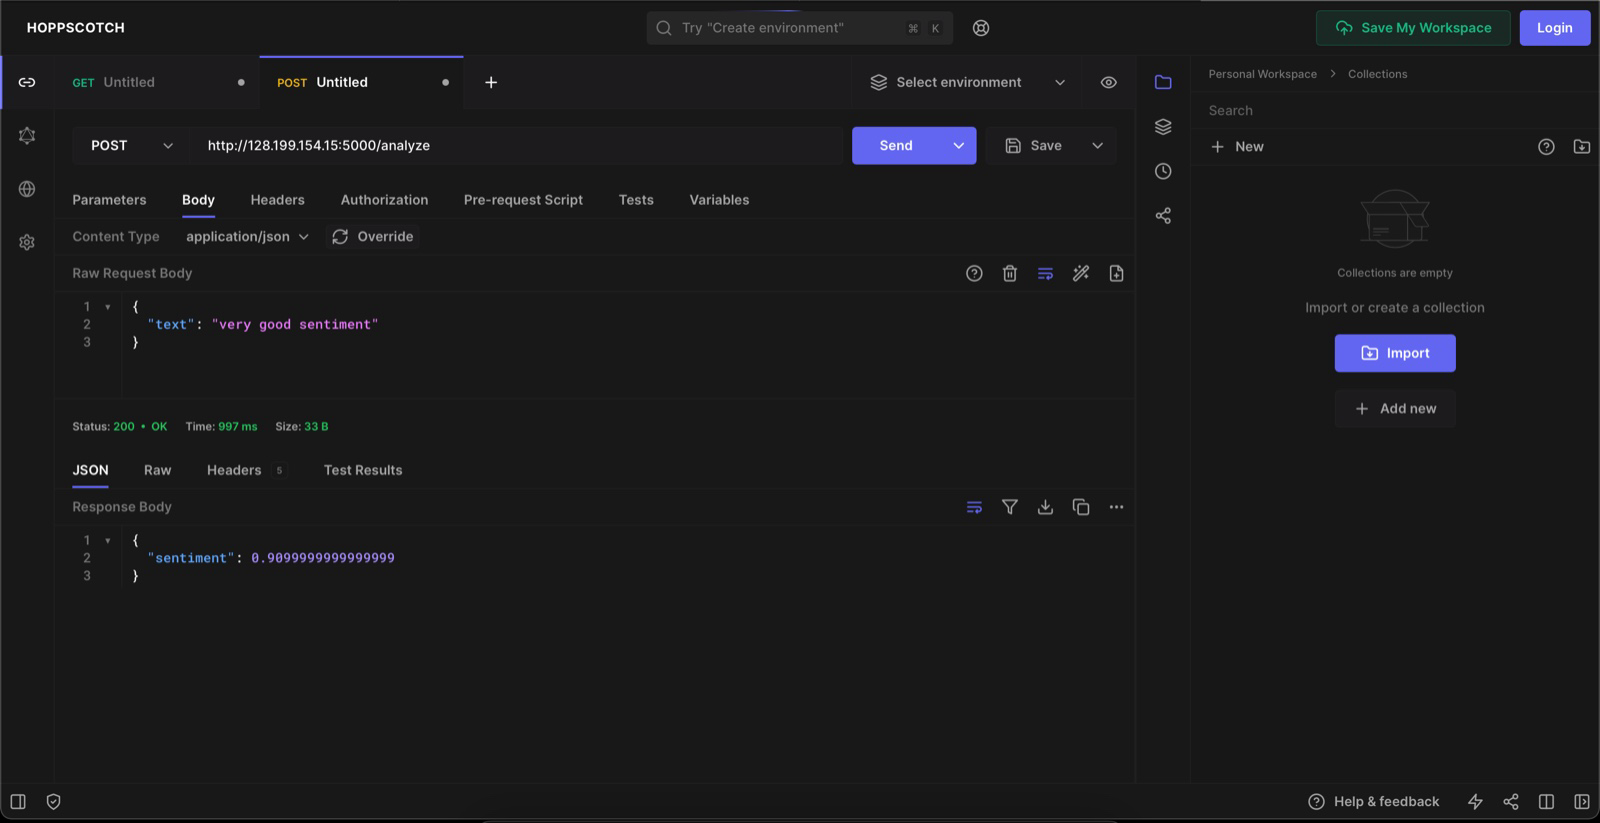 HOPPSCOTCH
Try "Create environment"
⌘ K
Save My Workspace
Login
GET Untitled
POST Untitled
Select environment
POST
http://128.199.154.15:5000/analyze
Send
Save
Parameters
Body
Headers
Authorization
Pre-request Script
Tests
Variables
Content Type
application/json
Override
Raw Request Body
1 {
2 "text": "very good sentiment"
3 }
Status: 200 • OK Time: 997 ms Size: 33 B
JSON
Raw
Headers 5
Test Results
Response Body
1 {
2 "sentiment": 0.9099999999999999
3 }
Personal Workspace > Collections
Search
New
Collections are empty
Import or create a collection
Import
Add new
Help & feedback